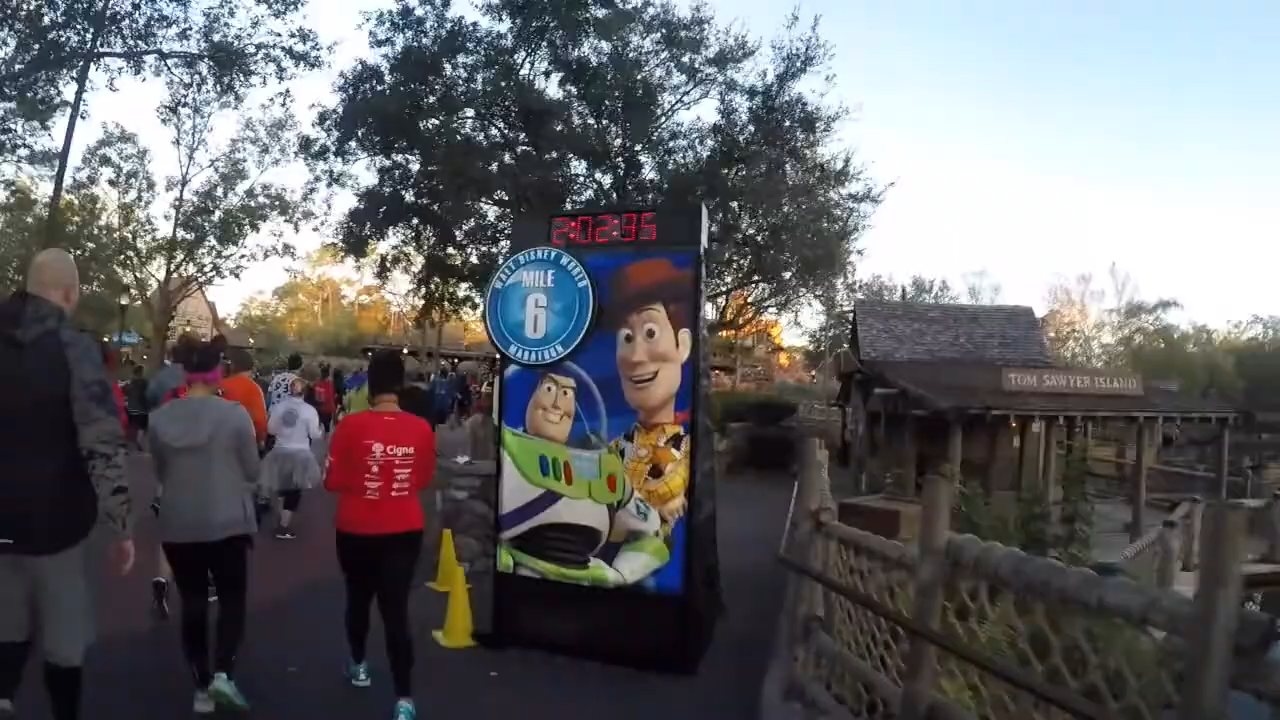 2:02:35
WALT DISNEY WORLD
MILE
6
MARATHON
TOM SAWYER ISLAND
Cigna